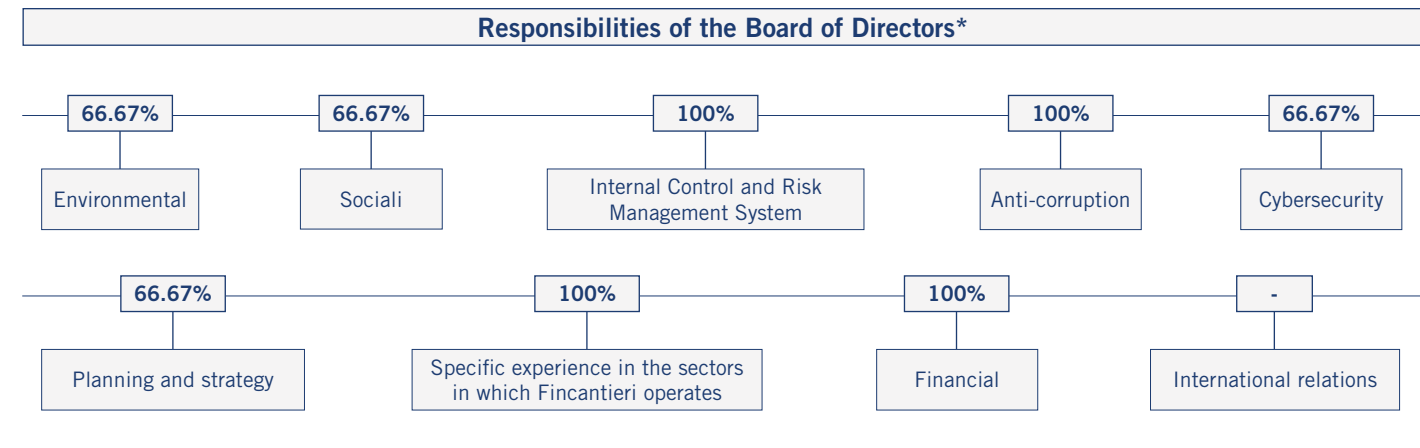 Responsibilities of the Board of Directors*
66.67%
66.67%
100%
100%
66.67%
Environmental
Sociali
Internal Control and Risk
Management System
Anti-corruption
Cybersecurity
66.67%
100%
100%
-
Planning and strategy
Specific experience in the sectors
in which Fincantieri operates
Financial
International relations